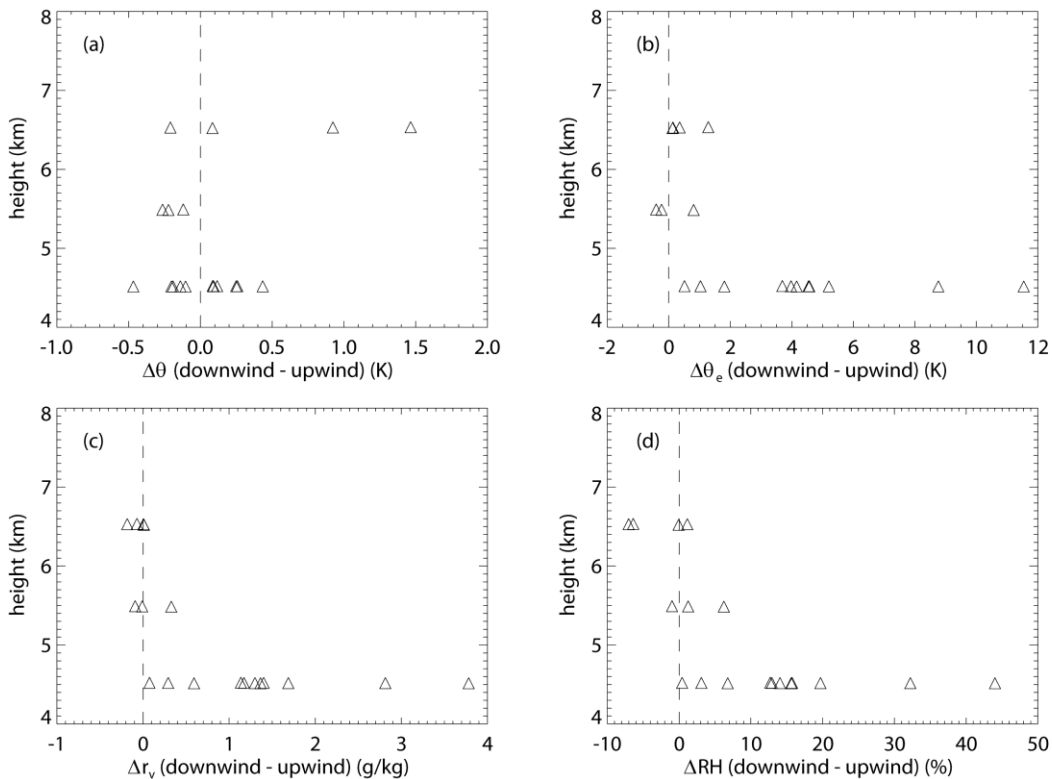 (a)
8
7
6
5
4
height (km)
-1.0 -0.5 0.0 0.5 1.0 1.5 2.0
Δθ (downwind - upwind) (K)
(b)
8
7
6
5
4
height (km)
-2 0 2 4 6 8 10 12
Δθe (downwind - upwind) (K)
(c)
8
7
6
5
4
height (km)
-1 0 1 2 3 4
Δrv (downwind - upwind) (g/kg)
(d)
8
7
6
5
4
height (km)
-10 0 10 20 30 40 50
ΔRH (downwind - upwind) (%)